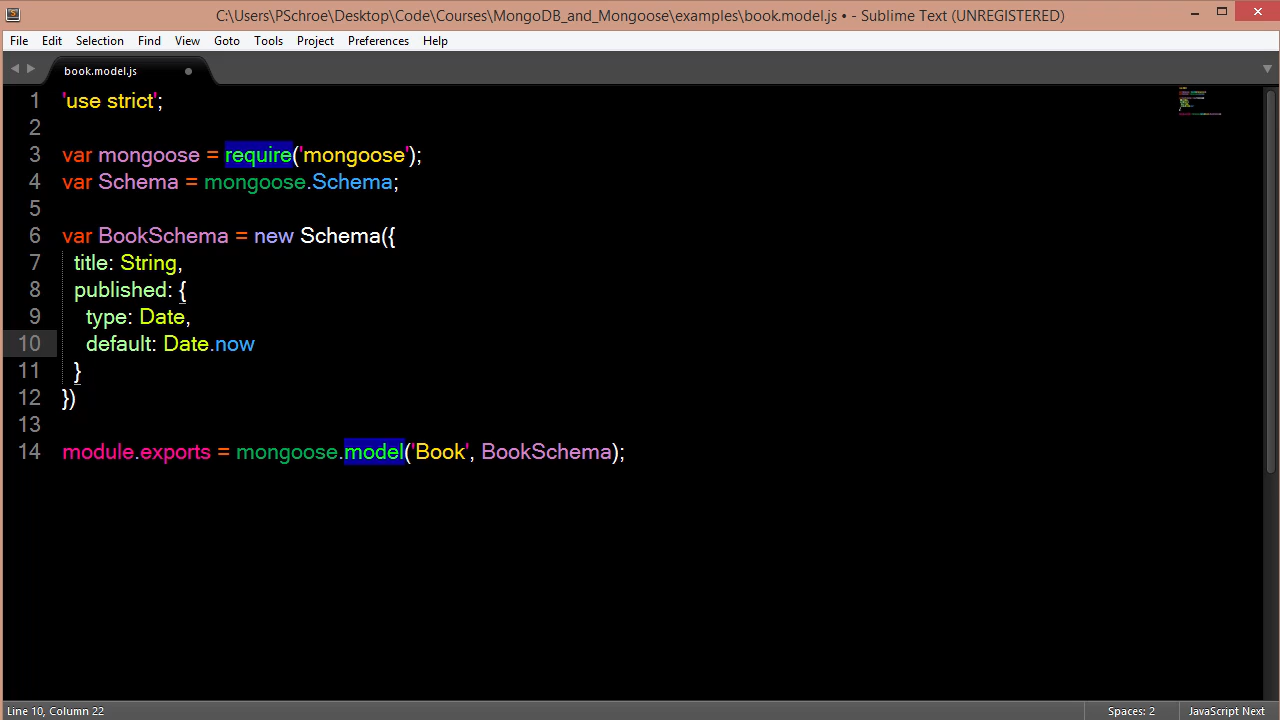 C:\Users\PSchroe\Desktop\Code\Courses\MongoDB_and_Mongoose\examples\book.model.js • - Sublime Text (UNREGISTERED)
File Edit Selection Find View Goto Tools Project Preferences Help
book.model.js
1 'use strict';
2
3 var mongoose = require('mongoose');
4 var Schema = mongoose.Schema;
5
6 var BookSchema = new Schema({
7 title: String,
8 published: {
9 type: Date,
10 default: Date.now
11 }
12 })
13
14 module.exports = mongoose.model('Book', BookSchema);
Line 10, Column 22 Spaces: 2 JavaScript Next